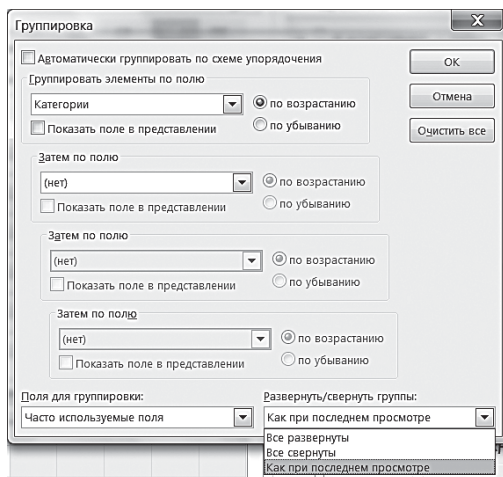 Группировка
X
Автоматически группировать по схеме упорядочения
ОК
Группировать элементы по полю
Категории
по возрастанию
Отмена
Показать поле в представлении
по убыванию
Очистить все
Затем по полю
(нет)
по возрастанию
Показать поле в представлении
по убыванию
Затем по полю
(нет)
по возрастанию
Показать поле в представлении
по убыванию
Затем по полю
(нет)
по возрастанию
Показать поле в представлении
по убыванию
Поля для группировки:
Развернуть/свернуть группы:
Часто используемые поля
Как при последнем просмотре
Все развернуты
Все свернуты
Как при последнем просмотре